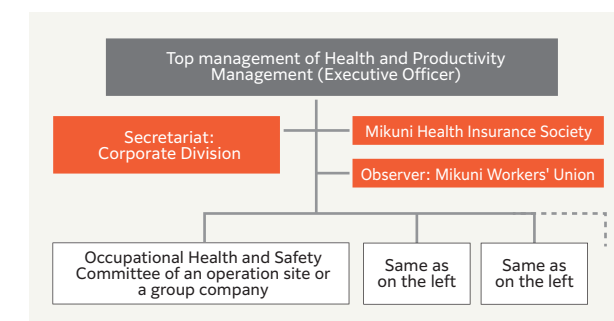 Top management of Health and Productivity
Management (Executive Officer)
Secretariat:
Corporate Division
Mikuni Health Insurance Society
Observer: Mikuni Workers' Union
Occupational Health and Safety
Committee of an operation site or
a group company
Same as
on the left
Same as
on the left